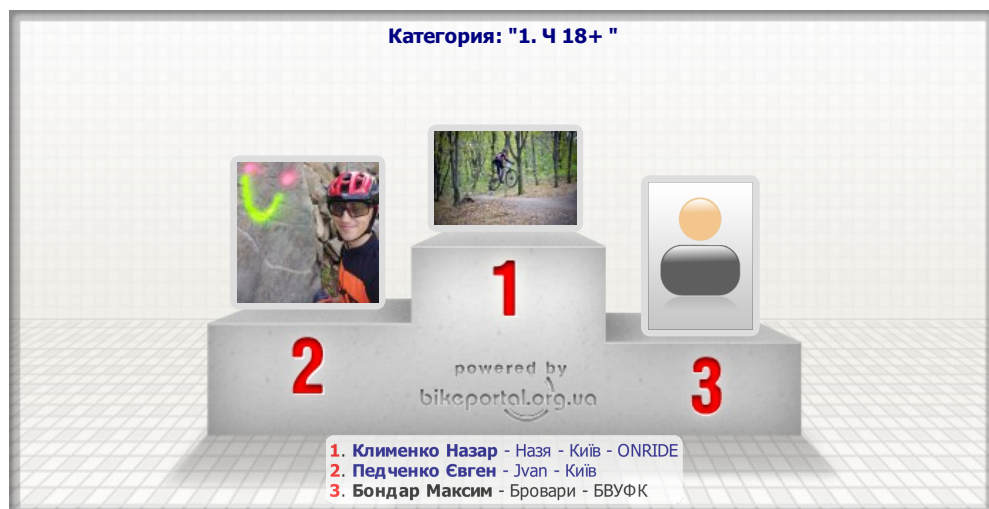 Категория: "1. Ч 18+ "
1
2
3
powered by
bikeportal.org.ua
1. Клименко Назар - Назя - Київ - ONRIDE
2. Педченко Євген - Jvan - Київ
3. Бондар Максим - Бровари - БВУФК